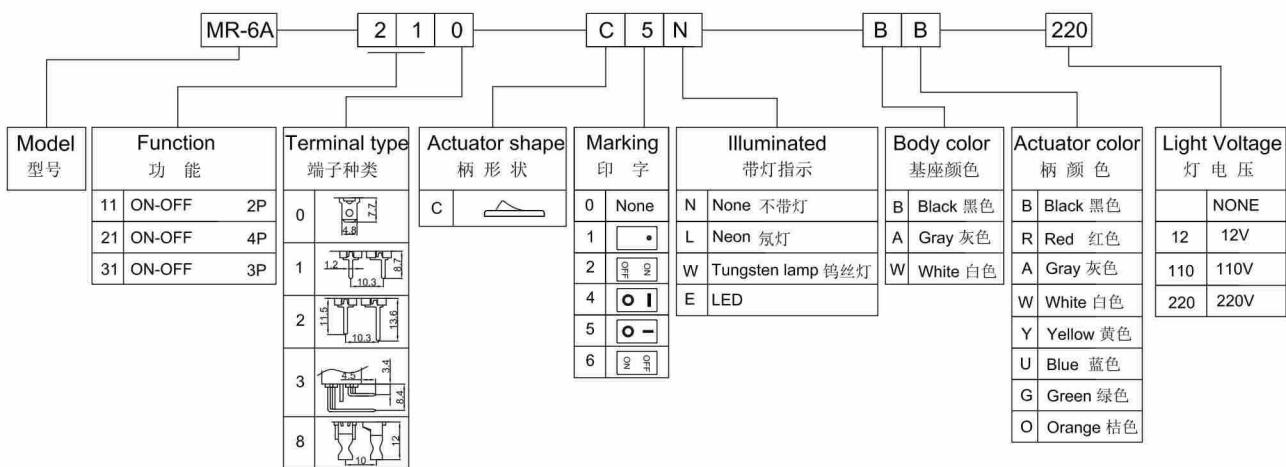 MR-6A 2 1 0 C 5 N B B 220
Model
型号
Function
功 能
11 ON-OFF 2P
21 ON-OFF 4P
31 ON-OFF 3P
Terminal type
端子种类
0 7.7 4.8
1 1.2 10.3 8.7
2 11.5 10.3 13.6
3 4.5 3.4 8.4
8 10 12
Actuator shape
柄 形 状
C
Marking
印 字
0 None
1
2 OFF ON
4 O I
5 O –
6 ON OFF
Illuminated
带灯指示
N None 不带灯
L Neon 氖灯
W Tungsten lamp 钨丝灯
E LED
Body color
基座颜色
B Black 黑色
A Gray 灰色
W White 白色
Actuator color
柄 颜 色
B Black 黑色
R Red 红色
A Gray 灰色
W White 白色
Y Yellow 黄色
U Blue 蓝色
G Green 绿色
O Orange 桔色
Light Voltage
灯 电 压
NONE
12 12V
110 110V
220 220V